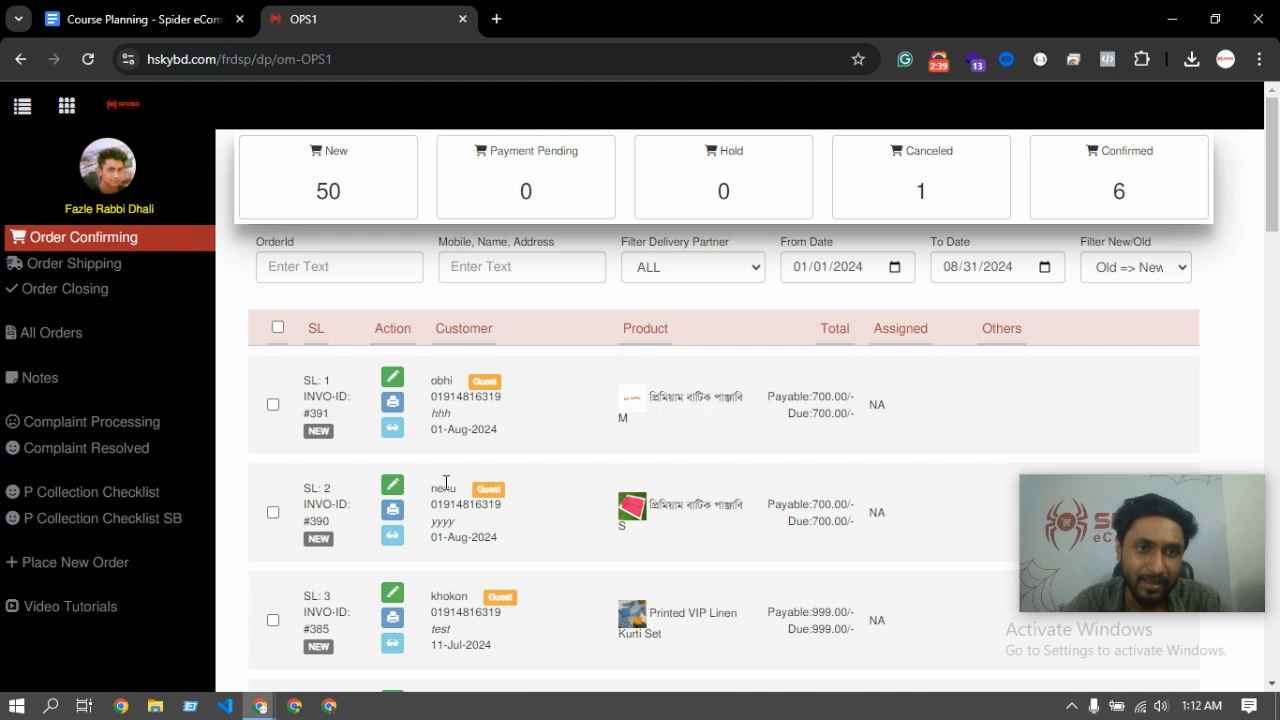 Course Planning - Spider eCom
OPS1
hskybd.com/frdsp/dp/om-OPS1
2:39
13
SPIDER
Fazle Rabbi Dhali
Order Confirming
Order Shipping
Order Closing
All Orders
Notes
Complaint Processing
Complaint Resolved
P Collection Checklist
P Collection Checklist SB
Place New Order
Video Tutorials
New
50
Payment Pending
0
Hold
0
Canceled
1
Confirmed
6
OrderId
Mobile, Name, Address
Filter Delivery Partner
From Date
To Date
Filter New/Old
Enter Text
Enter Text
ALL
01/01/2024
08/31/2024
Old => New
SL
Action
Customer
Product
Total
Assigned
Others
SL: 1
INVO-ID:
#391
NEW
obhi Guest
01914816319
hhh
01-Aug-2024
প্রিমিয়াম বাটিক পাঞ্জাবি
M
Payable:700.00/-
Due:700.00/-
NA
SL: 2
INVO-ID:
#390
NEW
Guest
01914816319
yyyy
01-Aug-2024
প্রিমিয়াম বাটিক পাঞ্জাবি
S
Payable:700.00/-
Due:700.00/-
NA
SL: 3
INVO-ID:
#385
NEW
khokon Guest
01914816319
test
11-Jul-2024
Printed VIP Linen
Kurti Set
Payable:999.00/-
Due:999.00/-
NA
Activate Windows
Go to Settings to activate Windows.
1:12 AM